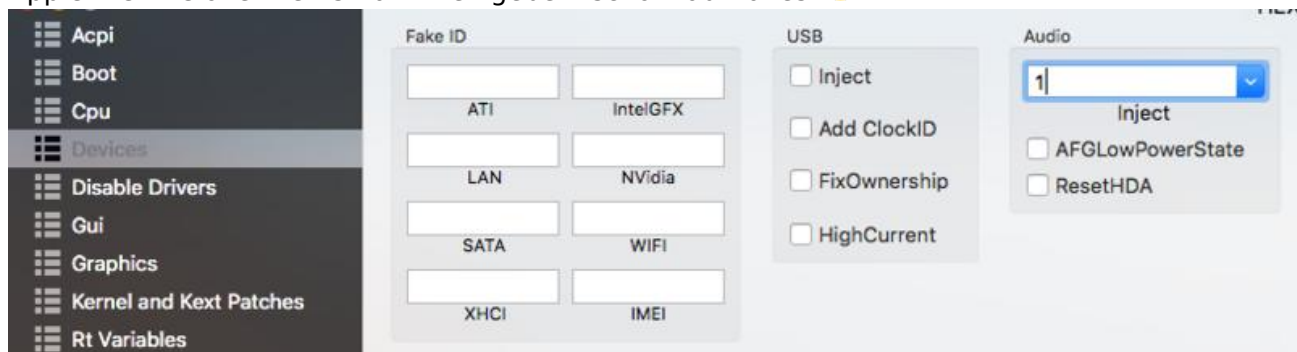 Acpi
Boot
Cpu
Devices
Disable Drivers
Gui
Graphics
Kernel and Kext Patches
Rt Variables
Fake ID
ATI IntelGFX
LAN NVidia
SATA WIFI
XHCI IMEI
USB
Inject
Add ClockID
FixOwnership
HighCurrent
Audio
1
Inject
AFGLowPowerState
ResetHDA